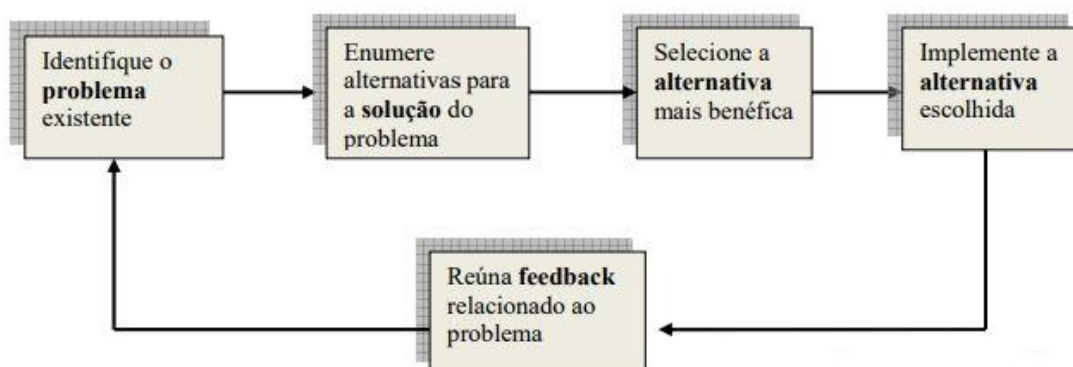 Identifique o
problema
existente
Enumere
alternativas para
a solução do
problema
Selecione a
alternativa
mais benéfica
Implemente a
alternativa
escolhida
Reúna feedback
relacionado ao
problema